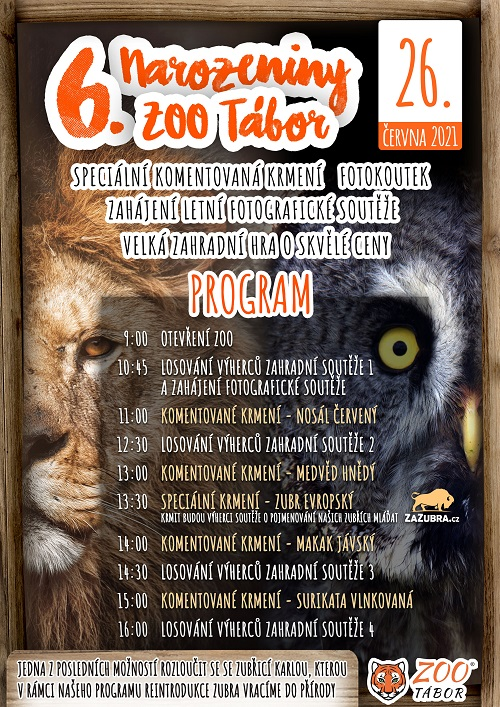 6. Narozeniny
ZOO Tábor
26.
ČERVNA 2021
SPECIÁLNÍ KOMENTOVANÁ KRMENÍ FOTOKOUTEK
ZAHÁJENÍ LETNÍ FOTOGRAFICKÉ SOUTĚŽE
VELKÁ ZAHRADNÍ HRA O SKVĚLÉ CENY
PROGRAM
9:00 OTEVŘENÍ ZOO
10:45 LOSOVÁNÍ VÝHERCŮ ZAHRADNÍ SOUTĚŽE 1
A ZAHÁJENÍ FOTOGRAFICKÉ SOUTĚŽE
11:00 KOMENTOVANÉ KRMENÍ - NOSÁL ČERVENÝ
12:30 LOSOVÁNÍ VÝHERCŮ ZAHRADNÍ SOUTĚŽE 2
13:00 KOMENTOVANÉ KRMENÍ - MEDVĚD HNĚDÝ
13:30 SPECIÁLNÍ KRMENÍ - ZUBR EVROPSKÝ
KRMIT BUDOU VÝHERCI SOUTĚŽE O POJMENOVÁNÍ NAŠICH ZUBŘÍCH MLÁĎAT
ZAZUBRA.cz
14:00 KOMENTOVANÉ KRMENÍ - MAKAK JÁVSKÝ
14:30 LOSOVÁNÍ VÝHERCŮ ZAHRADNÍ SOUTĚŽE 3
15:00 KOMENTOVANÉ KRMENÍ - SURIKATA VLNKOVANÁ
16:00 LOSOVÁNÍ VÝHERCŮ ZAHRADNÍ SOUTĚŽE 4
JEDNA Z POSLEDNÍCH MOŽNOSTÍ ROZLOUČIT SE SE ZUBŘICÍ KARLOU, KTEROU
V RÁMCI NAŠEHO PROGRAMU REINTRODUKCE ZUBRA VRACÍME DO PŘÍRODY
ZOO®
TÁBOR